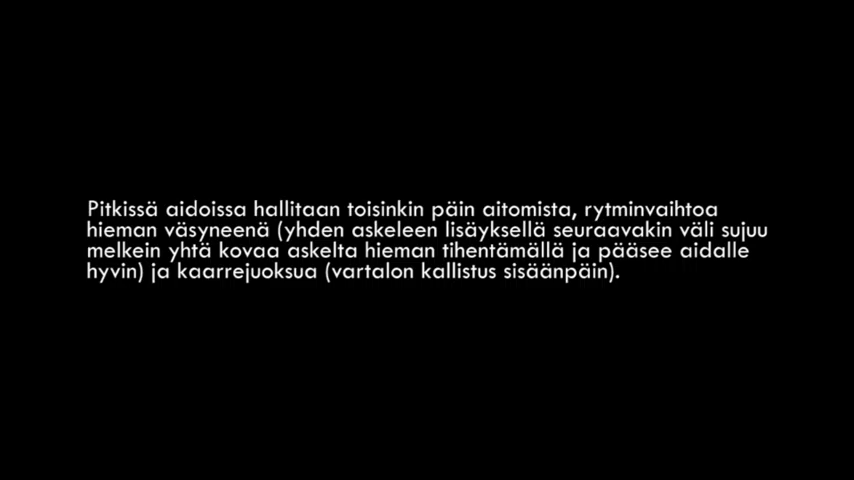 Pitkissä aidoissa hallitaan toisinkin päin aitomista, rytminvaihtoa
hieman väsyneenä (yhden askeleen lisäyksellä seuraavakin väli sujuu
melkein yhtä kovaa askelta hieman tihentämällä ja pääsee aidalle
hyvin) ja kaarrejuoksua (vartalon kallistus sisäänpäin).